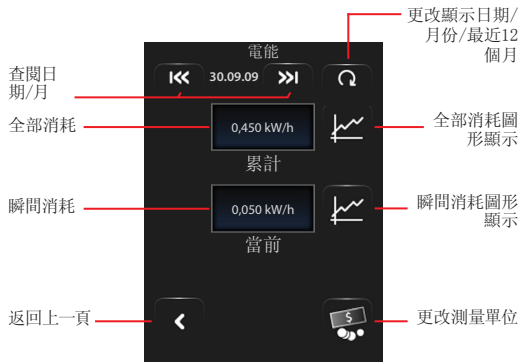 更改顯示日期/
月份/最近12
個月
電能
30.09.09
查閱日
期/月
全部消耗
0,450 kW/h
全部消耗圖
形顯示
累計
瞬間消耗
0,050 kW/h
瞬間消耗圖形
顯示
當前
返回上一頁
$
更改測量單位